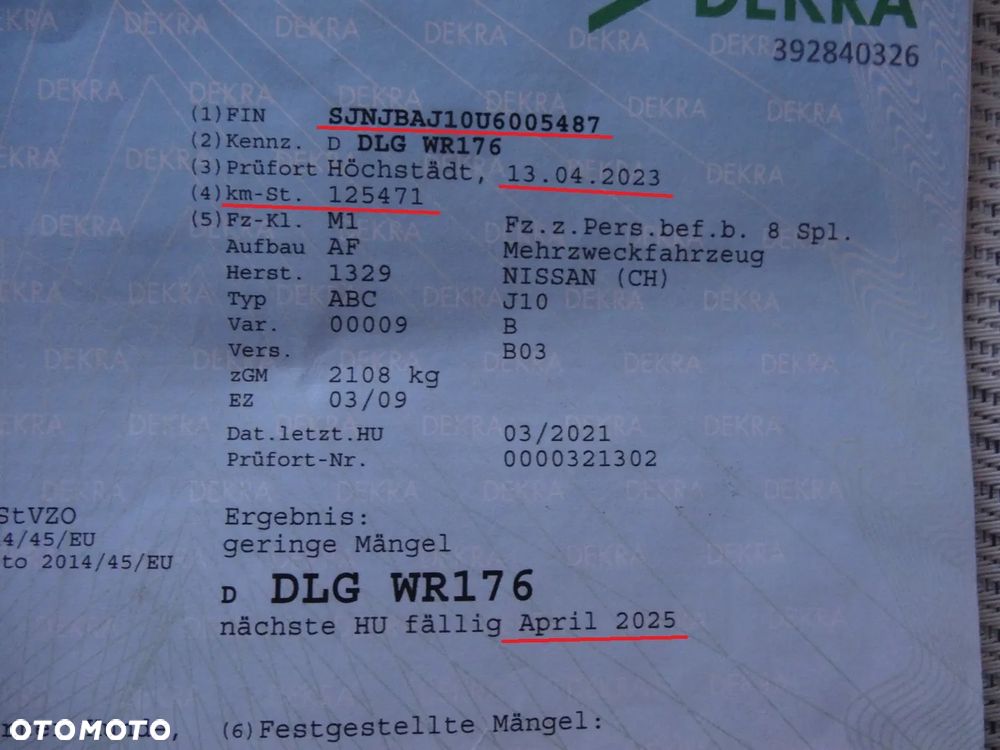 DEKRA
392840326
(1) FIN SJNJBAJ10U6005487
(2) Kennz. D DLG WR176
(3) Prüfort Höchstädt, 13.04.2023
(4) km-St. 125471
(5) Fz-Kl. M1 Fz.z.Pers.bef.b. 8 Spl.
Aufbau AF Mehrzweckfahrzeug
Herst. 1329 NISSAN (CH)
Typ ABC J10
Var. 00009 B
Vers. B03
zGM 2108 kg
EZ 03/09
Dat.letzt.HU 03/2021
Prüfort-Nr. 0000321302
StVZO Ergebnis:
4/45/EU geringe Mängel
to 2014/45/EU
D DLG WR176
nächste HU fällig April 2025
(6) Festgestellte Mängel:
OTOMOTO